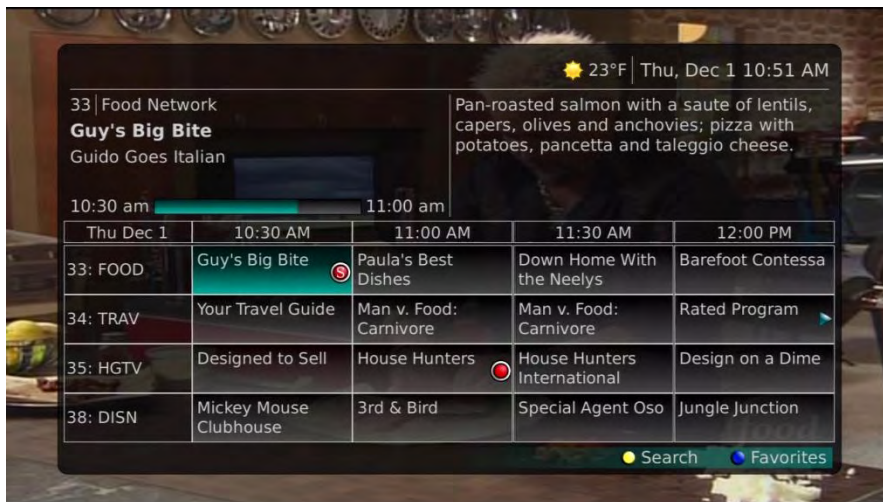 23°F | Thu, Dec 1 10:51 AM
33 | Food Network
Guy's Big Bite
Guido Goes Italian
Pan-roasted salmon with a saute of lentils,
capers, olives and anchovies; pizza with
potatoes, pancetta and taleggio cheese.
10:30 am 11:00 am
Thu Dec 1 10:30 AM 11:00 AM 11:30 AM 12:00 PM
33: FOOD
Guy's Big Bite
S
Paula's Best
Dishes
Down Home With
the Neelys
Barefoot Contessa
34: TRAV
Your Travel Guide
Man v. Food:
Carnivore
Man v. Food:
Carnivore
Rated Program
35: HGTV
Designed to Sell
House Hunters
House Hunters
International
Design on a Dime
38: DISN
Mickey Mouse
Clubhouse
3rd & Bird
Special Agent Oso
Jungle Junction
food
Search Favorites